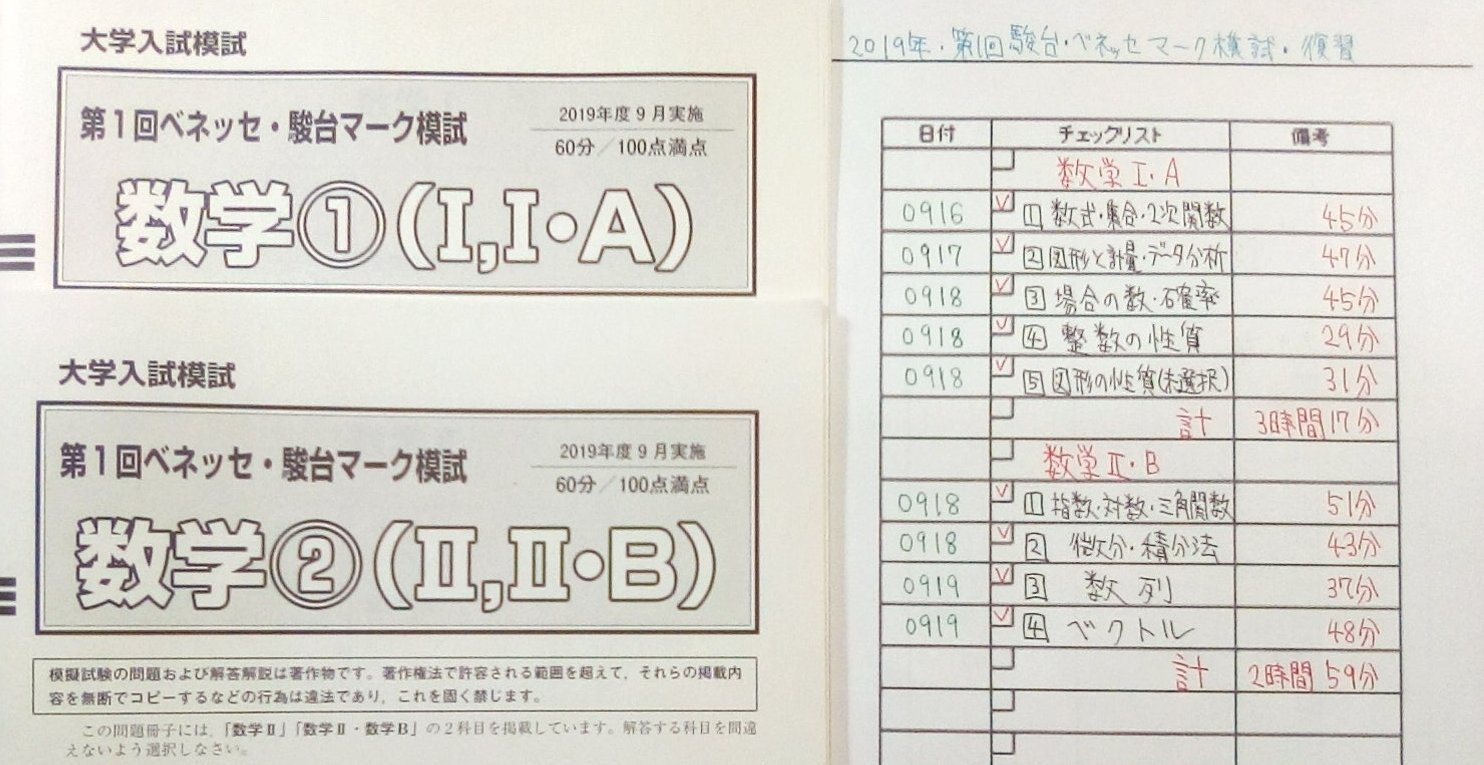 大学入試模試
第1回ベネッセ・駿台マーク模試
2019年度9月実施
60分／100点満点
数学①(Ⅰ,Ⅰ・A)
大学入試模試
第1回ベネッセ・駿台マーク模試
2019年度9月実施
60分／100点満点
数学②(Ⅱ,Ⅱ・B)
模擬試験の問題および解答解説は著作物です。著作権法で許容される範囲を超えて，それらの掲載内
容を無断でコピーするなどの行為は違法であり，これを固く禁じます。
この問題冊子には，「数学Ⅱ」「数学Ⅱ・数学B」の2科目を掲載しています。解答する科目を間違
えないよう選択しなさい。
2019年・第1回駿台・ベネッセマーク模試・復習
日付 チェックリスト 備考
数学Ⅰ・A
0916 ✓ 1 数式・集合・2次関数 45分
0917 ✓ 2 図形と計量・データ分析 47分
0918 ✓ 3 場合の数・確率 45分
0918 ✓ 4 整数の性質 29分
0918 ✓ 5 図形の性質(未選択) 31分
計 3時間17分
数学Ⅱ・B
0918 ✓ 1 指数・対数・三角関数 51分
0918 ✓ 2 微分・積分法 43分
0919 ✓ 3 数列 37分
0919 ✓ 4 ベクトル 48分
計 2時間59分